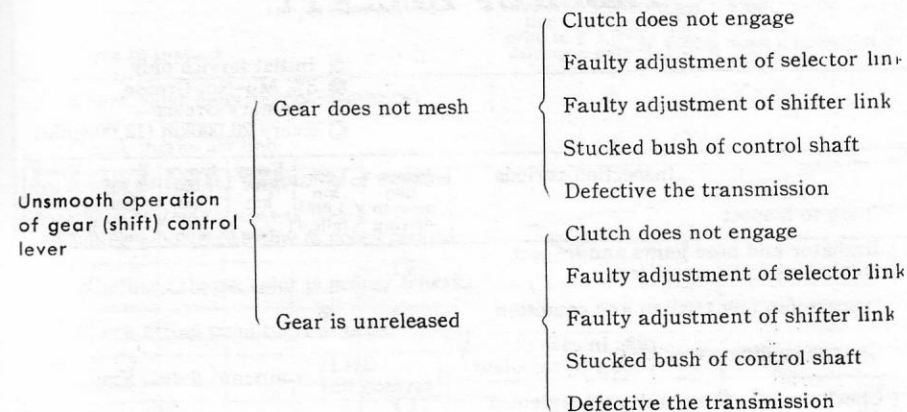 Unsmooth operation
of gear (shift) control
lever
Gear does not mesh
Clutch does not engage
Faulty adjustment of selector link
Faulty adjustment of shifter link
Stucked bush of control shaft
Defective the transmission
Gear is unreleased
Clutch does not engage
Faulty adjustment of selector link
Faulty adjustment of shifter link
Stucked bush of control shaft
Defective the transmission